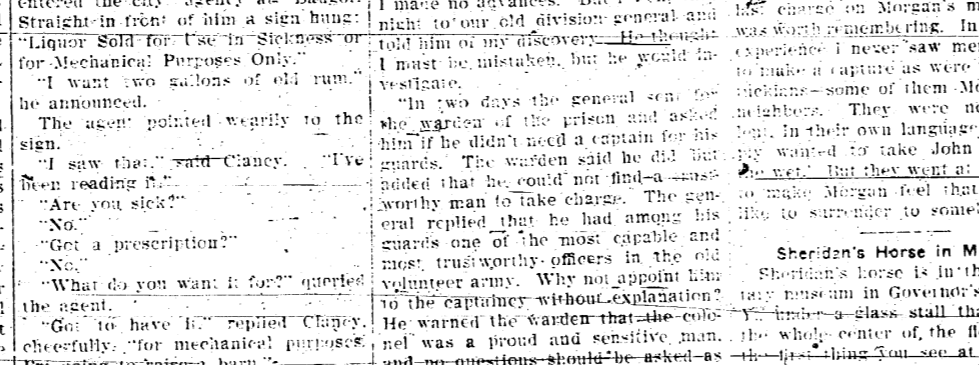 entered the city agency at
Straight in front of him a sign hung:
"Liquor Sold for Use in Sickness or
for Mechanical Purposes Only."
"I want two gallons of old rum."
he announced.
The agent pointed wearily to the
sign.
"I saw that," said Clancy. "I've
been reading it."
"Are you sick?"
"No."
"Got a prescription?"
"No."
"What do you want it for?" queried
the agent.
"Got to have it," replied Clancy,
cheerfully, "for mechanical purposes.
I'm going to raise a barn."
I made no advances. But I
night to our old division general and
told him of my discovery. He thought
I must be mistaken, but he would in-
vestigate.
"In two days the general sent for
the warden of the prison and asked
him if he didn't need a captain for his
guards. The warden said he did but
added that he could not find a trust-
worthy man to take charge. The gen-
eral replied that he had among his
guards one of the most capable and
most trustworthy officers in the old
volunteer army. Why not appoint him
to the captaincy without explanation?
He warned the warden that the colo-
nel was a proud and sensitive man,
and no questions should be asked as
last charge on Morgan's m
was worth remembering. In
experience I never saw me
to make a capture as were
some of them Mo
neighbors. They were no
In their own language
wanted to take John
wet." But they went at
to make Morgan feel that
like to surrender to some
Sheridan's Horse in M
Sheridan's horse is in th
tary museum in Governor's
Y., under a glass stall tha
the whole center of the fl
the first thing you see at